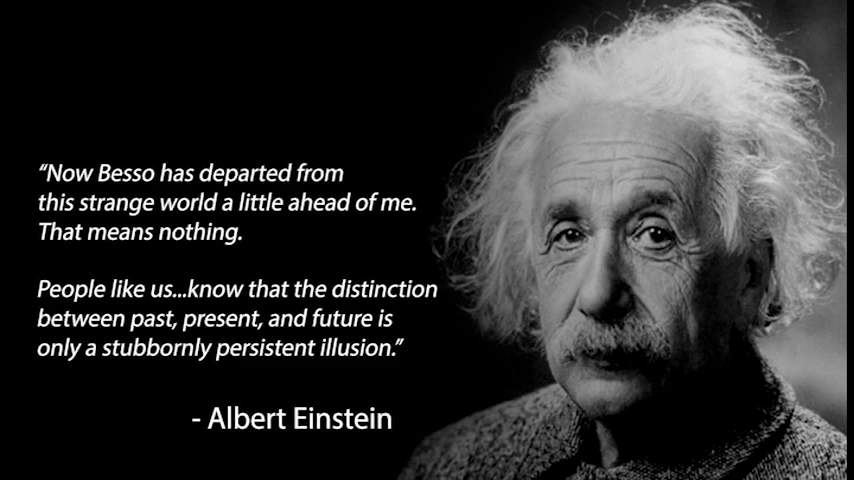 “Now Besso has departed from
this strange world a little ahead of me.
That means nothing.
People like us...know that the distinction
between past, present, and future is
only a stubbornly persistent illusion.”
- Albert Einstein